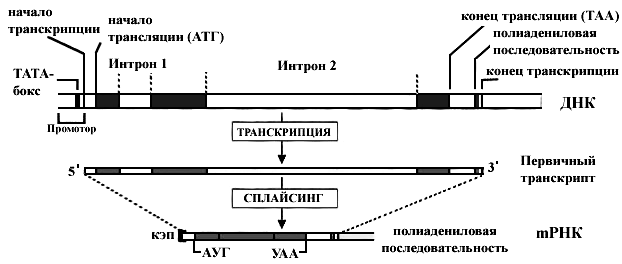 начало
транскрипции
начало
трансляции (АТГ)
конец трансляции (ТАА)
полиадениловая
последовательность
конец транскрипции
ТАТА-
бокс
Интрон 1
Интрон 2
ДНК
Промотор
ТРАНСКРИПЦИЯ
5'
3'
Первичный
транскрипт
СПЛАЙСИНГ
кэп
АУГ
УАА
полиадениловая
последовательность
mРНК